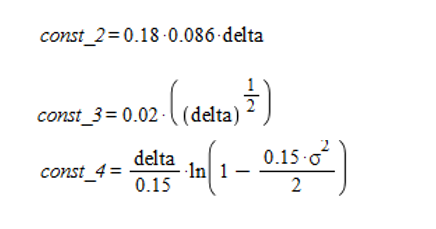 const_2 = 0.18·0.086·delta
const_3 = 0.02·((delta)^(1/2))
const_4 = delta/0.15·ln(1 − 0.15·σ^2/2)